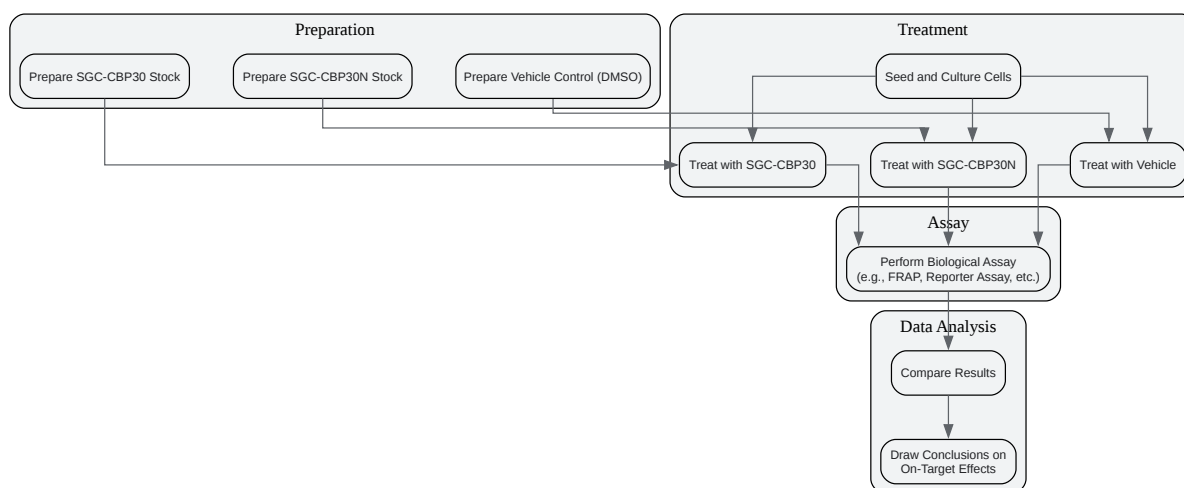 Preparation
Treatment
Prepare SGC-CBP30 Stock
Prepare SGC-CBP30N Stock
Prepare Vehicle Control (DMSO)
Seed and Culture Cells
Treat with SGC-CBP30
Treat with SGC-CBP30N
Treat with Vehicle
Assay
Perform Biological Assay
(e.g., FRAP, Reporter Assay, etc.)
Data Analysis
Compare Results
Draw Conclusions on
On-Target Effects